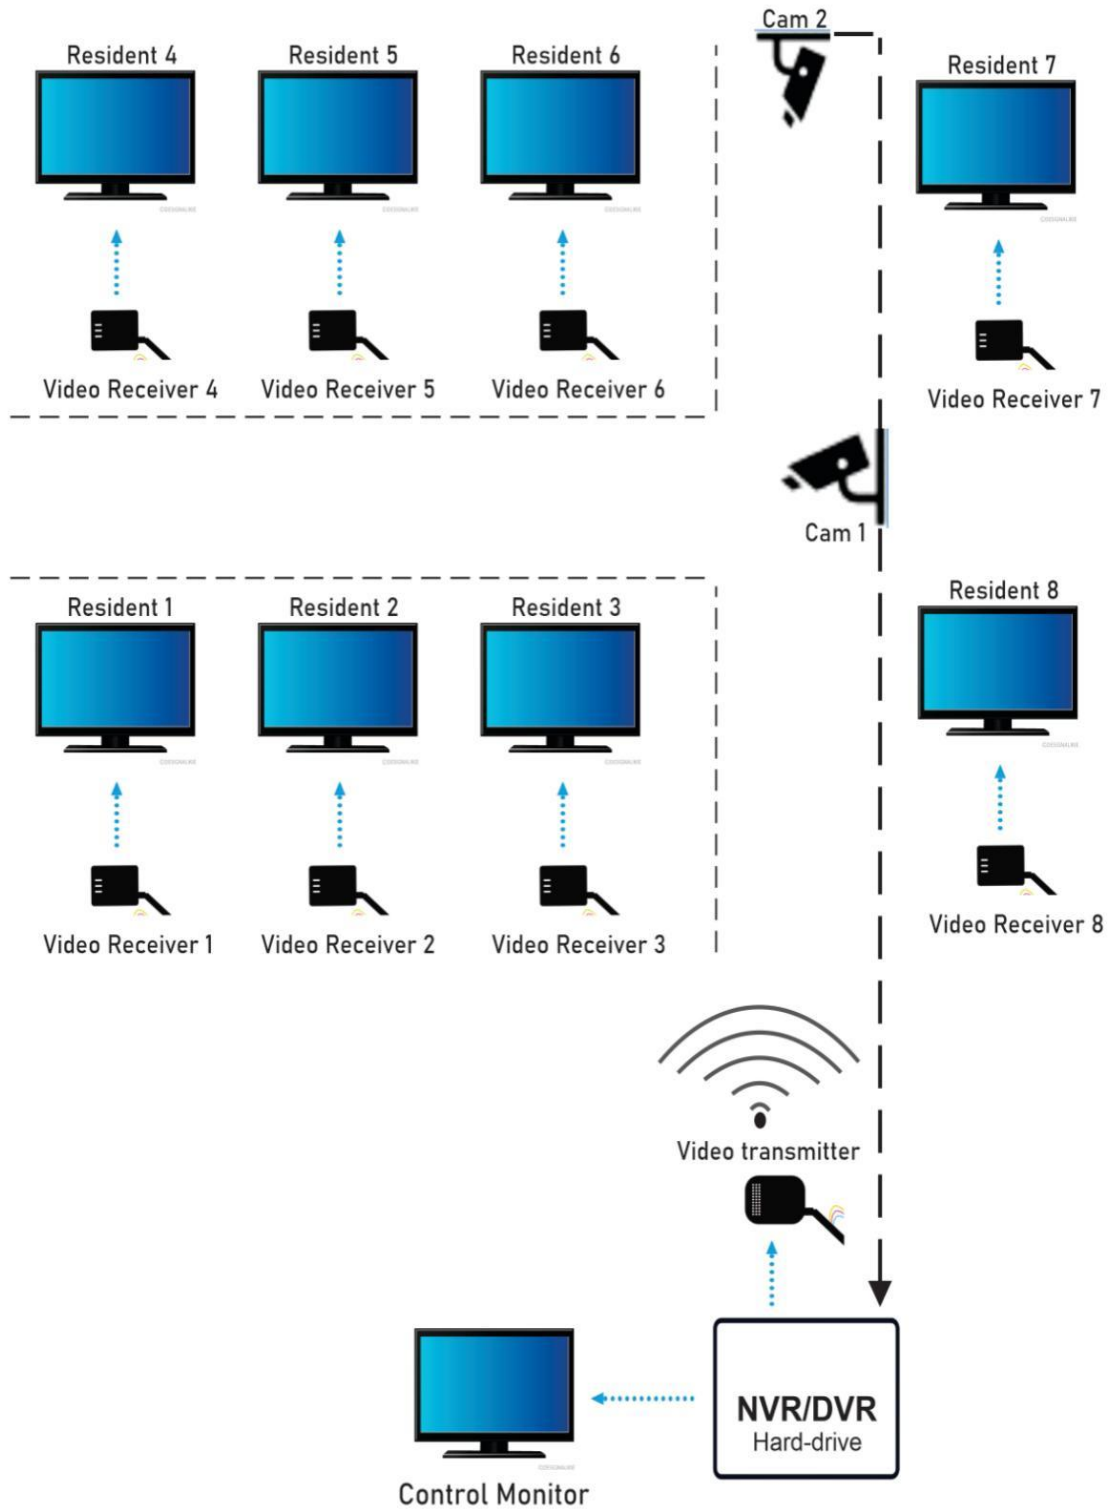 Cam 2
Resident 4
Resident 5
Resident 6
Resident 7
Video Receiver 4
Video Receiver 5
Video Receiver 6
Video Receiver 7
Cam 1
Resident 1
Resident 2
Resident 3
Resident 8
Video Receiver 1
Video Receiver 2
Video Receiver 3
Video Receiver 8
Video transmitter
NVR/DVR
Hard-drive
Control Monitor